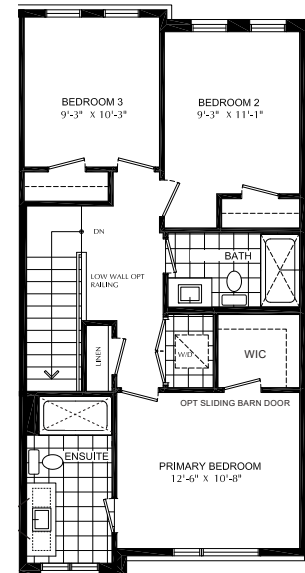 BEDROOM 3
9'-3" X 10'-3"
BEDROOM 2
9'-3" X 11'-1"
DN
BATH
LOW WALL OPT
RAILING
LINEN
W/D
WIC
OPT SLIDING BARN DOOR
ENSUITE
PRIMARY BEDROOM
12'-6" X 10'-8"